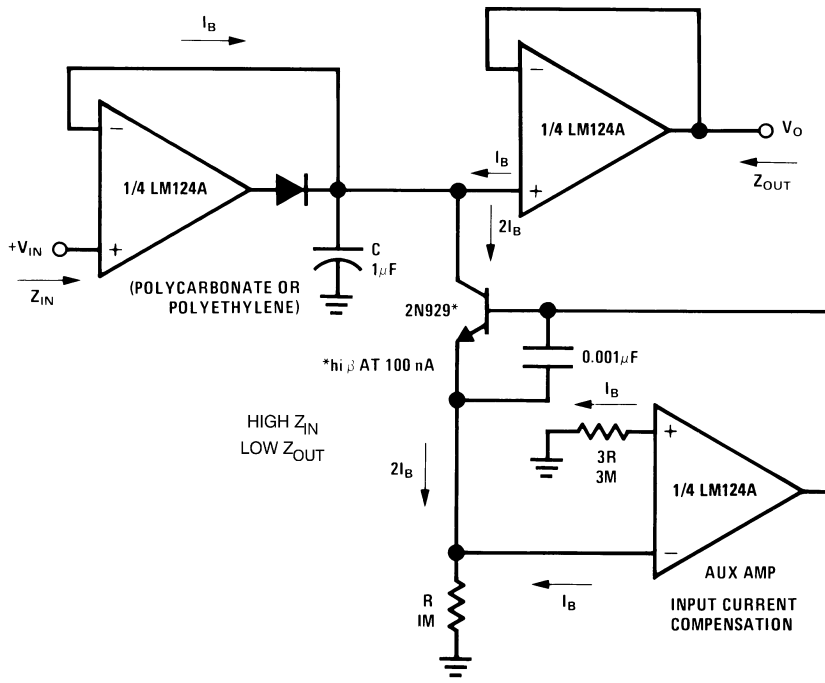 I_B
1/4 LM124A
V_O
I_B
Z_OUT
−
+
1/4 LM124A
2I_B
−
+
+V_IN
Z_IN
C
1μF
(POLYCARBONATE OR
POLYETHYLENE)
2N929*
*hi β AT 100 nA
0.001μF
HIGH Z_IN
LOW Z_OUT
I_B
+
3R
3M
1/4 LM124A
2I_B
−
I_B
AUX AMP
INPUT CURRENT
COMPENSATION
R
1M